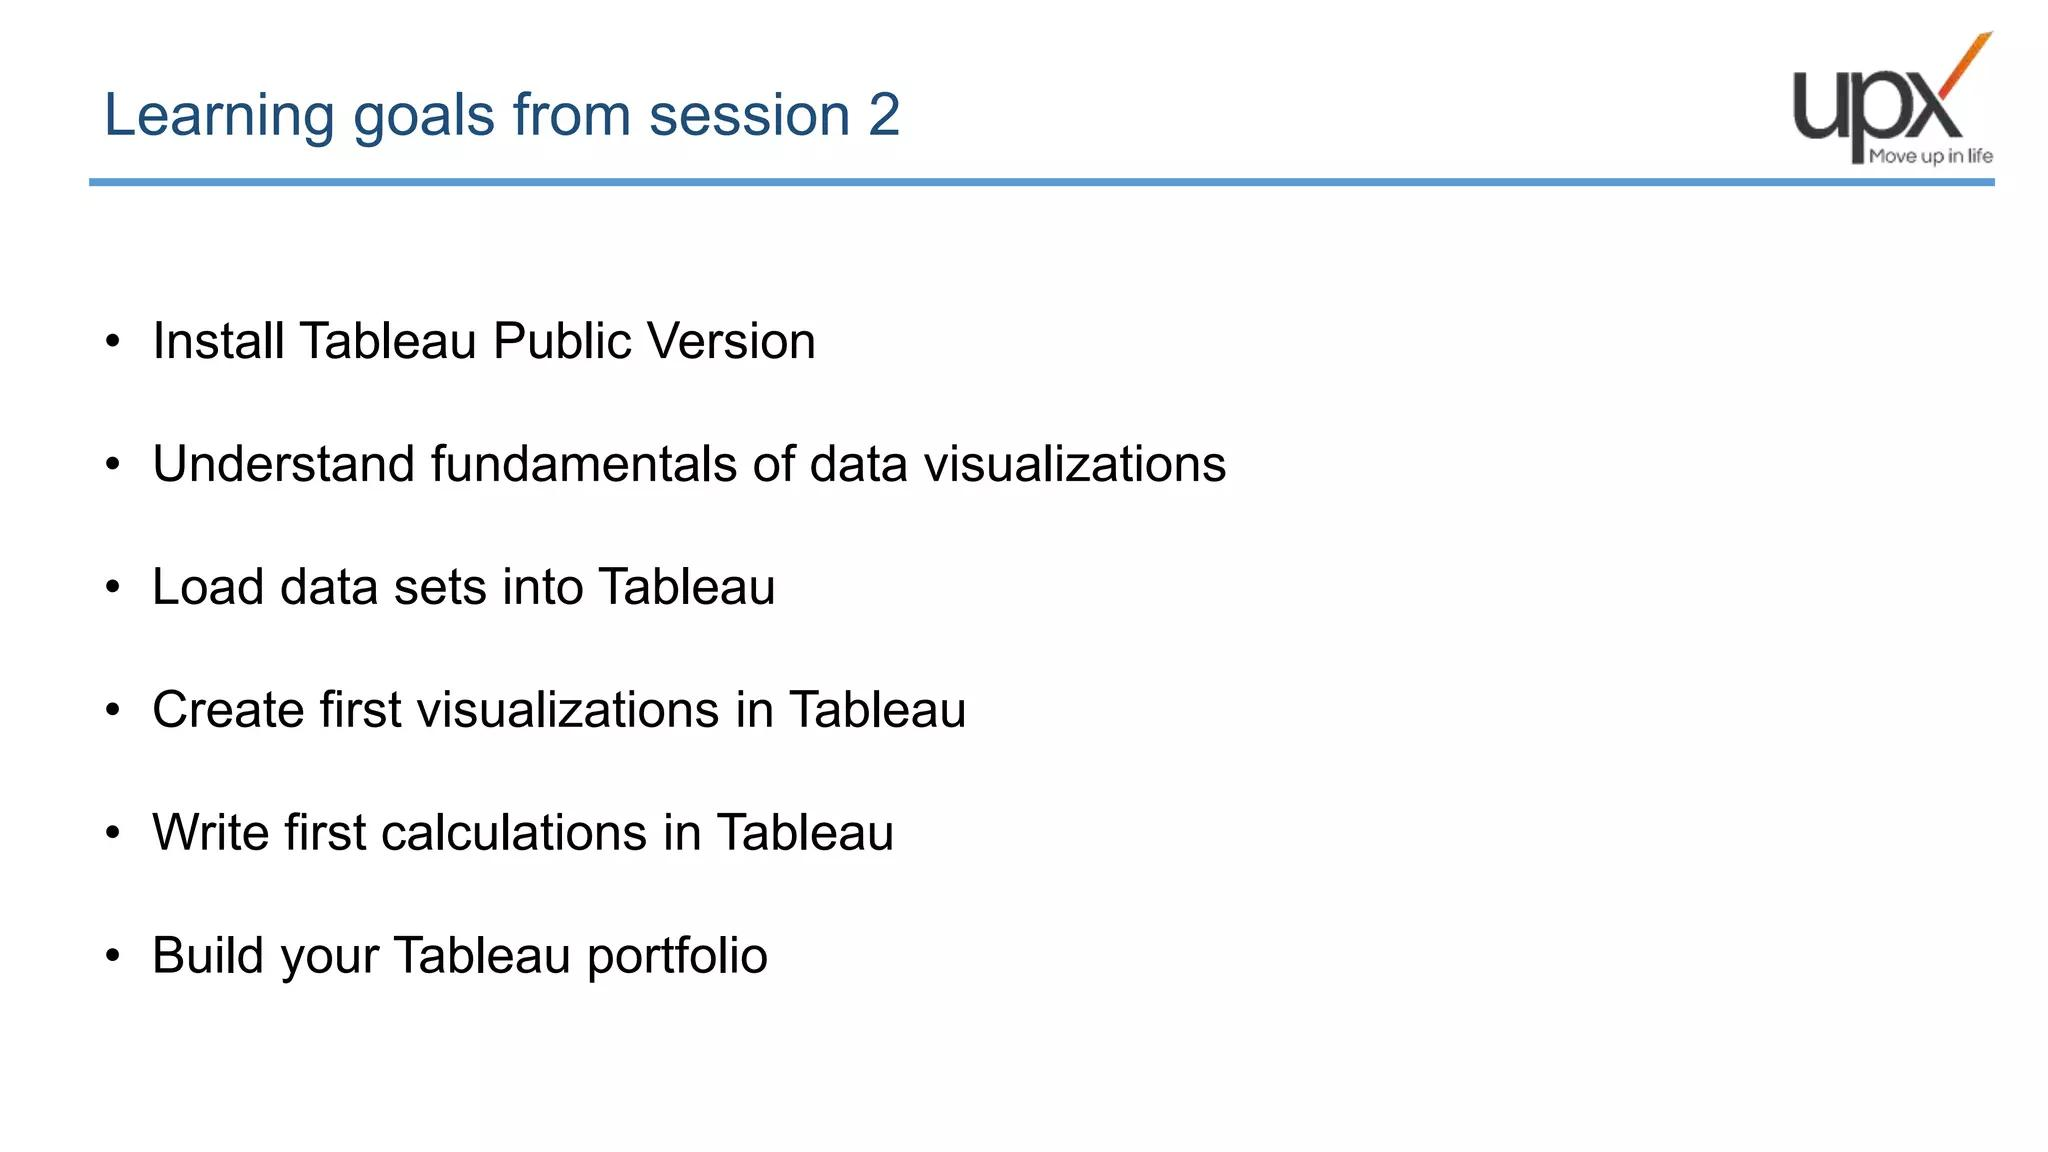 Learning goals from session 2
upx
Move up in life
• Install Tableau Public Version
• Understand fundamentals of data visualizations
• Load data sets into Tableau
• Create first visualizations in Tableau
• Write first calculations in Tableau
• Build your Tableau portfolio